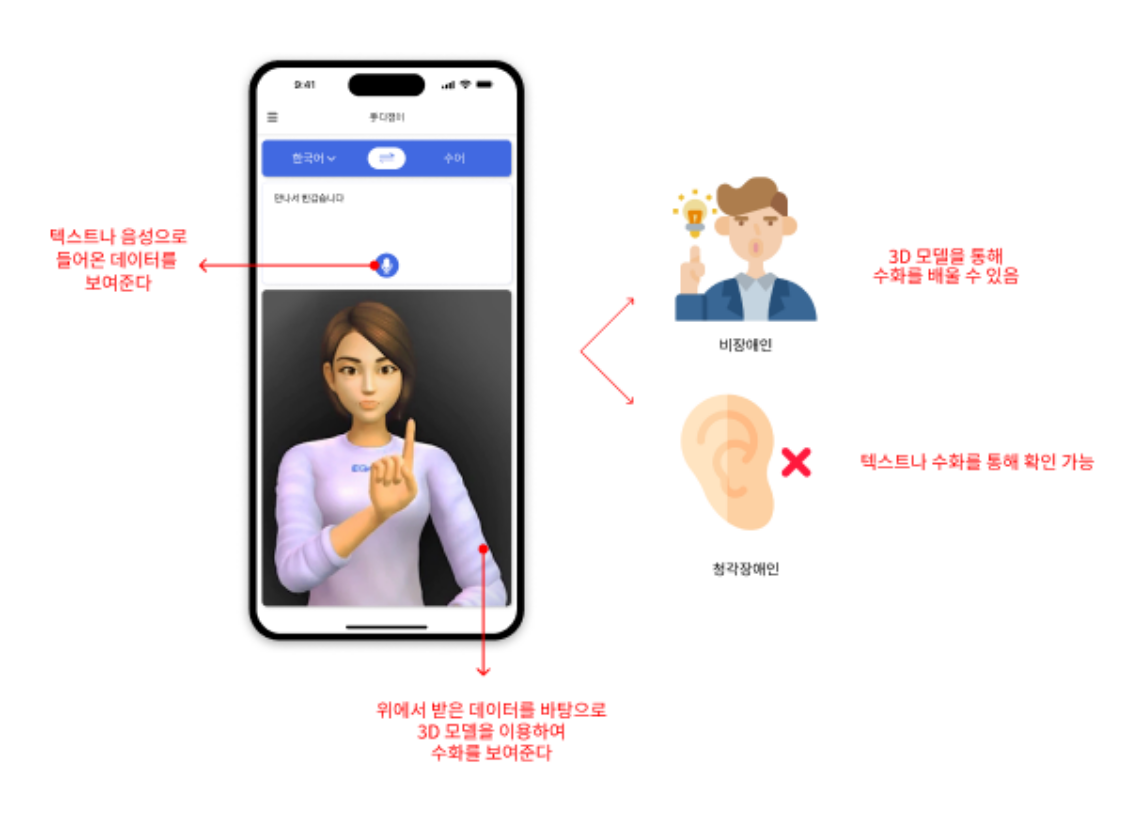 9:41
한국어
수어
만나서 반갑습니다
텍스트나 음성으로
들어온 데이터를
보여준다
3D 모델을 통해
수화를 배울 수 있음
비장애인
텍스트나 수화를 통해 확인 가능
청각장애인
위에서 받은 데이터를 바탕으로
3D 모델을 이용하여
수화를 보여준다